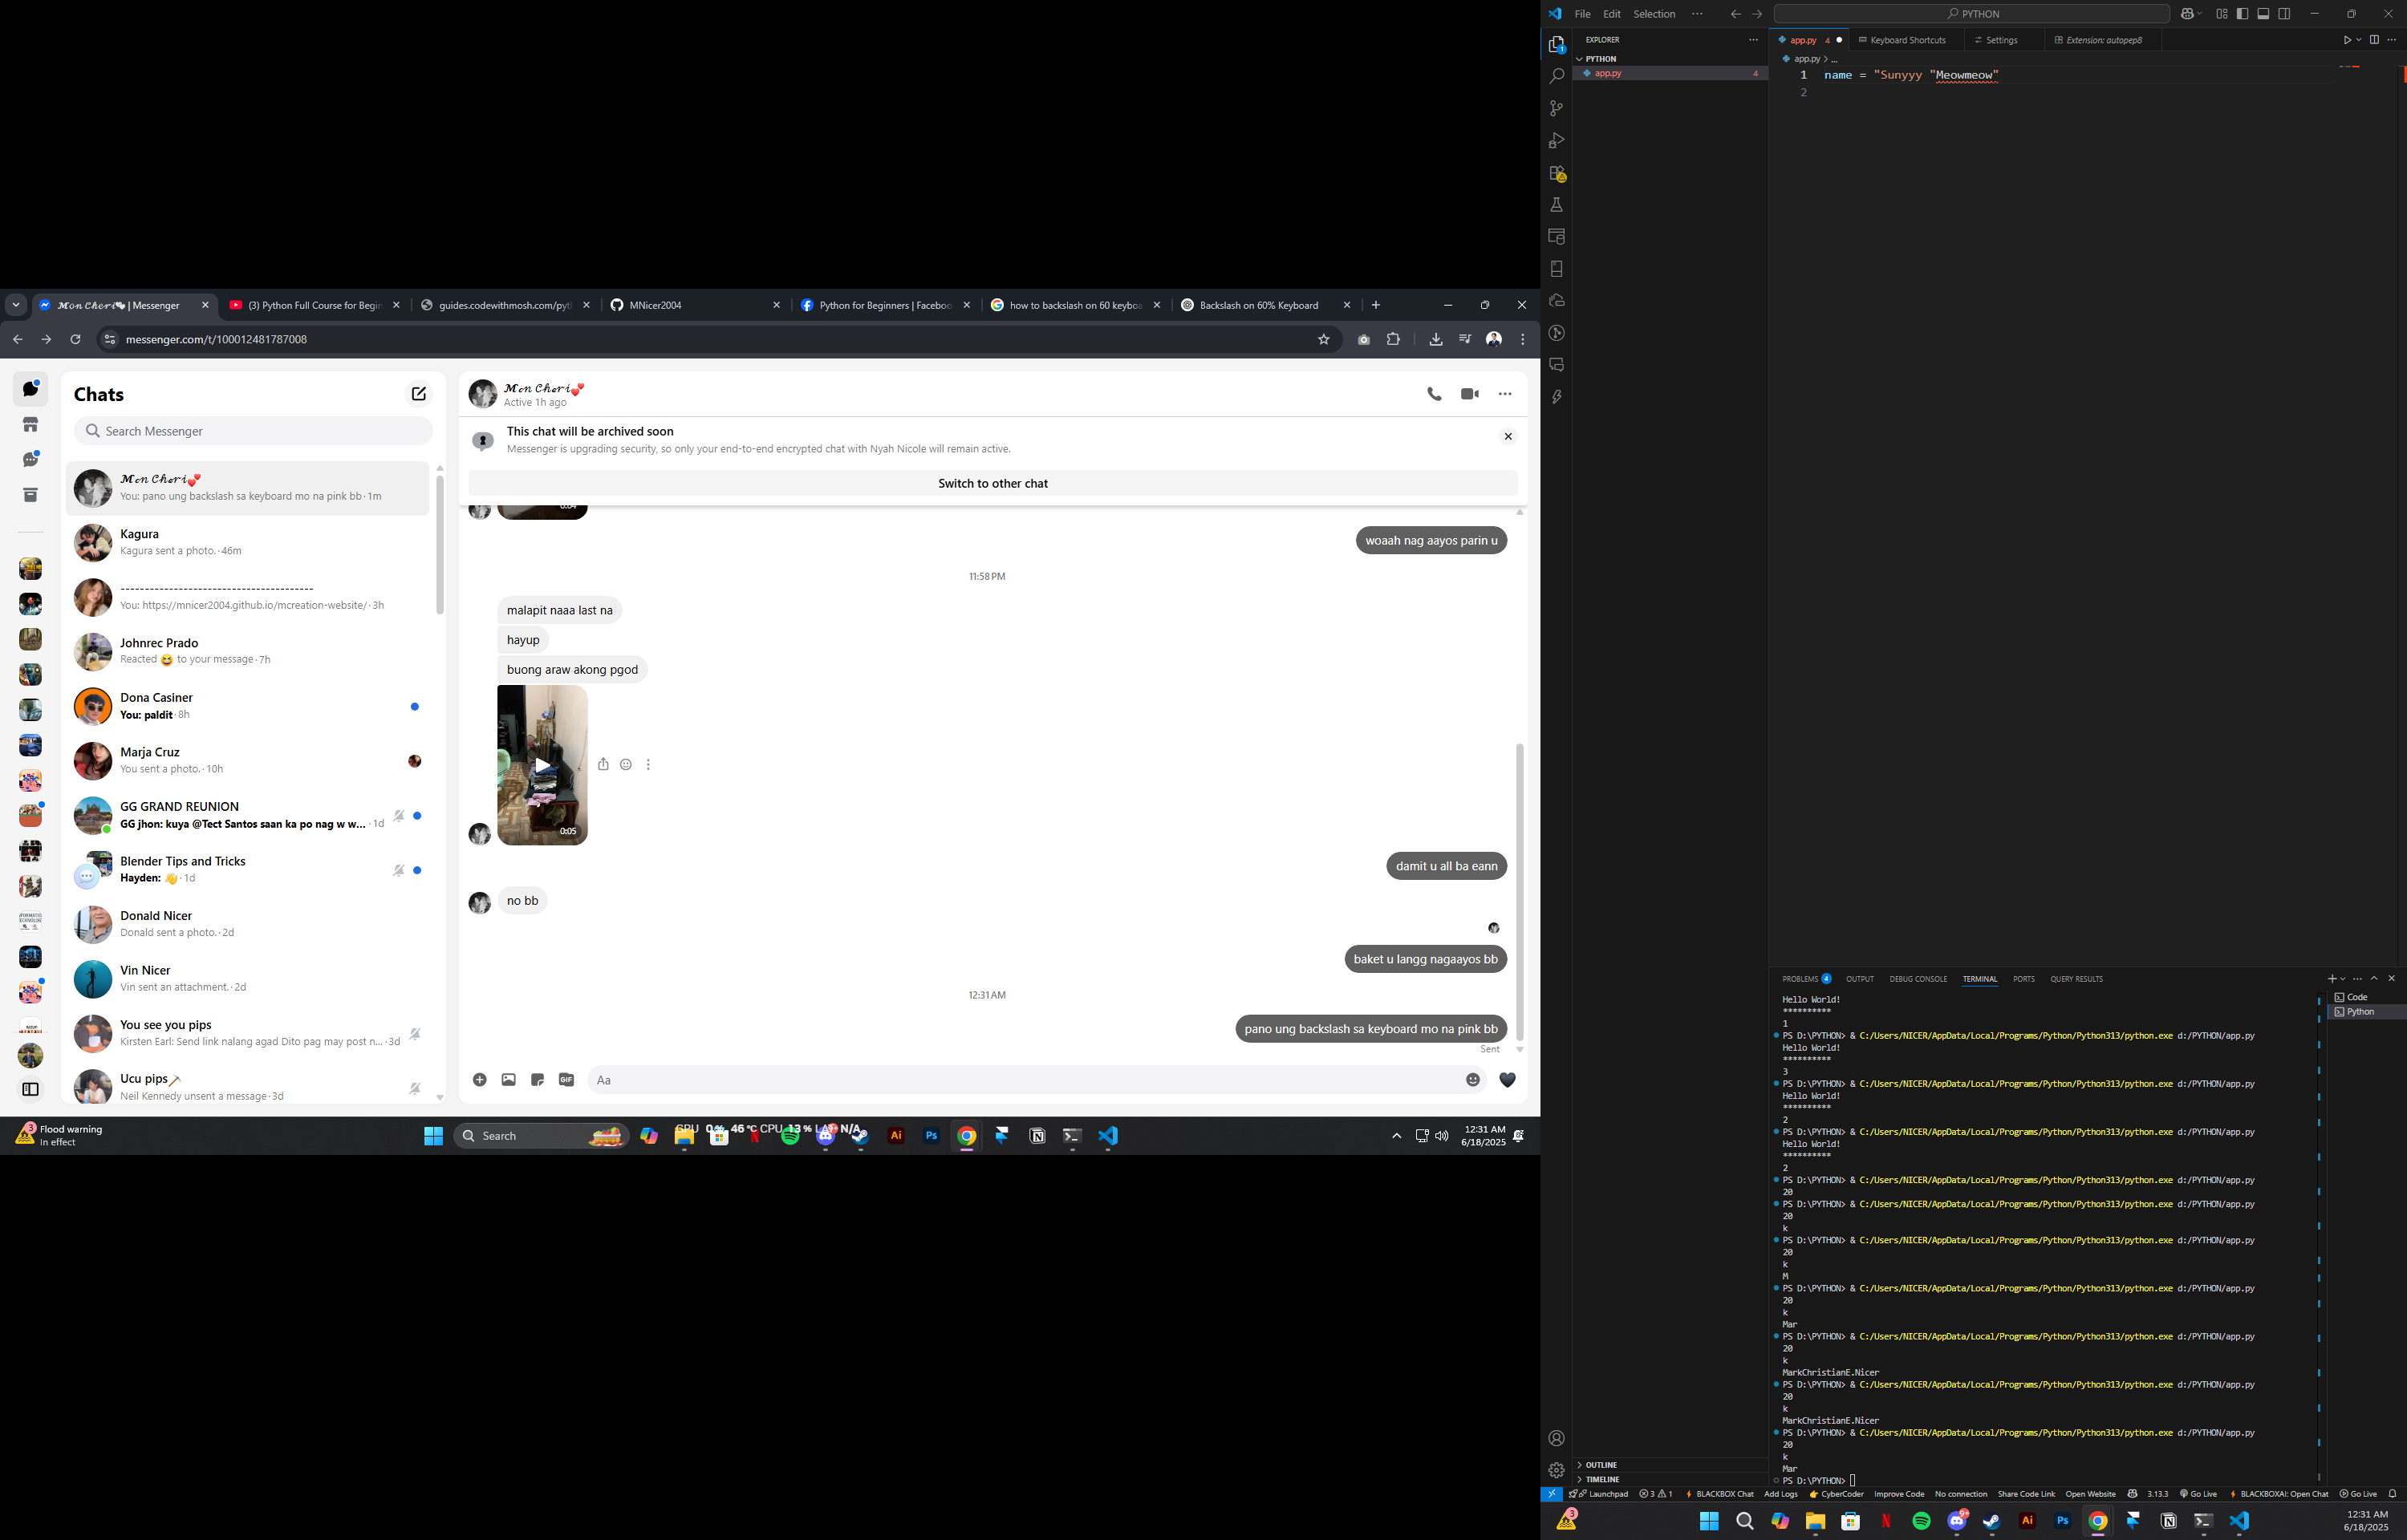 𝓜𝓸𝓷 𝓒𝓱𝓮𝓻𝓲 | Messenger
(3) Python Full Course for Begin
guides.codewithmosh.com/pyt
MNicer2004
Python for Beginners | Faceboo
how to backslash on 60 keyboa
Backslash on 60% Keyboard
messenger.com/t/100012481787008
Chats
Search Messenger
𝓜𝓸𝓷 𝓒𝓱𝓮𝓻𝓲💕
You: pano ung backslash sa keyboard mo na pink bb · 1m
Kagura
Kagura sent a photo. · 46m
----------------------------------------
You: https://mnicer2004.github.io/mcreation-website/ · 3h
Johnrec Prado
Reacted 😆 to your message · 7h
Dona Casiner
You: paldit · 8h
Marja Cruz
You sent a photo. · 10h
GG GRAND REUNION
GG jhon: kuya @Tect Santos saan ka po nag w w... · 1d
Blender Tips and Tricks
Hayden: 👋 · 1d
Donald Nicer
Donald sent a photo. · 2d
Vin Nicer
Vin sent an attachment. · 2d
You see you pips
Kirsten Earl: Send link nalang agad Dito pag may post n... · 3d
Ucu pips
Neil Kennedy unsent a message · 3d
𝓜𝓸𝓷 𝓒𝓱𝓮𝓻𝓲💕
Active 1h ago
This chat will be archived soon
Messenger is upgrading security, so only your end-to-end encrypted chat with Nyah Nicole will remain active.
Switch to other chat
0:04
woaah nag aayos parin u
11:58 PM
malapit naaa last na
hayup
buong araw akong pgod
0:05
damit u all ba eann
no bb
baket u langg nagaayos bb
12:31 AM
pano ung backslash sa keyboard mo na pink bb
Sent
GIF
Aa
3
Flood warning
In effect
Search
GPU 0 % 46 °C CPU 13 % LAT N/A
Ai
Ps
12:31 AM
6/18/2025
File Edit Selection ···
PYTHON
EXPLORER
PYTHON
app.py 4
1
app.py 4
Keyboard Shortcuts
Settings
Extension: autopep8
app.py > ...
1 name = "Sunyyy "Meowmeow"
2
PROBLEMS 4 OUTPUT DEBUG CONSOLE TERMINAL PORTS QUERY RESULTS
Code
Python
Hello World!
**********
1
PS D:\PYTHON> & C:/Users/NICER/AppData/Local/Programs/Python/Python313/python.exe d:/PYTHON/app.py
Hello World!
**********
3
PS D:\PYTHON> & C:/Users/NICER/AppData/Local/Programs/Python/Python313/python.exe d:/PYTHON/app.py
Hello World!
**********
2
PS D:\PYTHON> & C:/Users/NICER/AppData/Local/Programs/Python/Python313/python.exe d:/PYTHON/app.py
Hello World!
**********
2
PS D:\PYTHON> & C:/Users/NICER/AppData/Local/Programs/Python/Python313/python.exe d:/PYTHON/app.py
20
PS D:\PYTHON> & C:/Users/NICER/AppData/Local/Programs/Python/Python313/python.exe d:/PYTHON/app.py
20
k
PS D:\PYTHON> & C:/Users/NICER/AppData/Local/Programs/Python/Python313/python.exe d:/PYTHON/app.py
20
k
M
PS D:\PYTHON> & C:/Users/NICER/AppData/Local/Programs/Python/Python313/python.exe d:/PYTHON/app.py
20
k
Mar
PS D:\PYTHON> & C:/Users/NICER/AppData/Local/Programs/Python/Python313/python.exe d:/PYTHON/app.py
20
k
MarkChristianE.Nicer
PS D:\PYTHON> & C:/Users/NICER/AppData/Local/Programs/Python/Python313/python.exe d:/PYTHON/app.py
20
k
MarkChristianE.Nicer
PS D:\PYTHON> & C:/Users/NICER/AppData/Local/Programs/Python/Python313/python.exe d:/PYTHON/app.py
20
k
Mar
PS D:\PYTHON>
OUTLINE
TIMELINE
Launchpad 3 1 BLACKBOX Chat Add Logs CyberCoder Improve Code No connection Share Code Link Open Website 3.13.3 Go Live BLACKBOXAI: Open Chat Go Live
3
9+
Ai
Ps
12:31 AM
6/18/2025